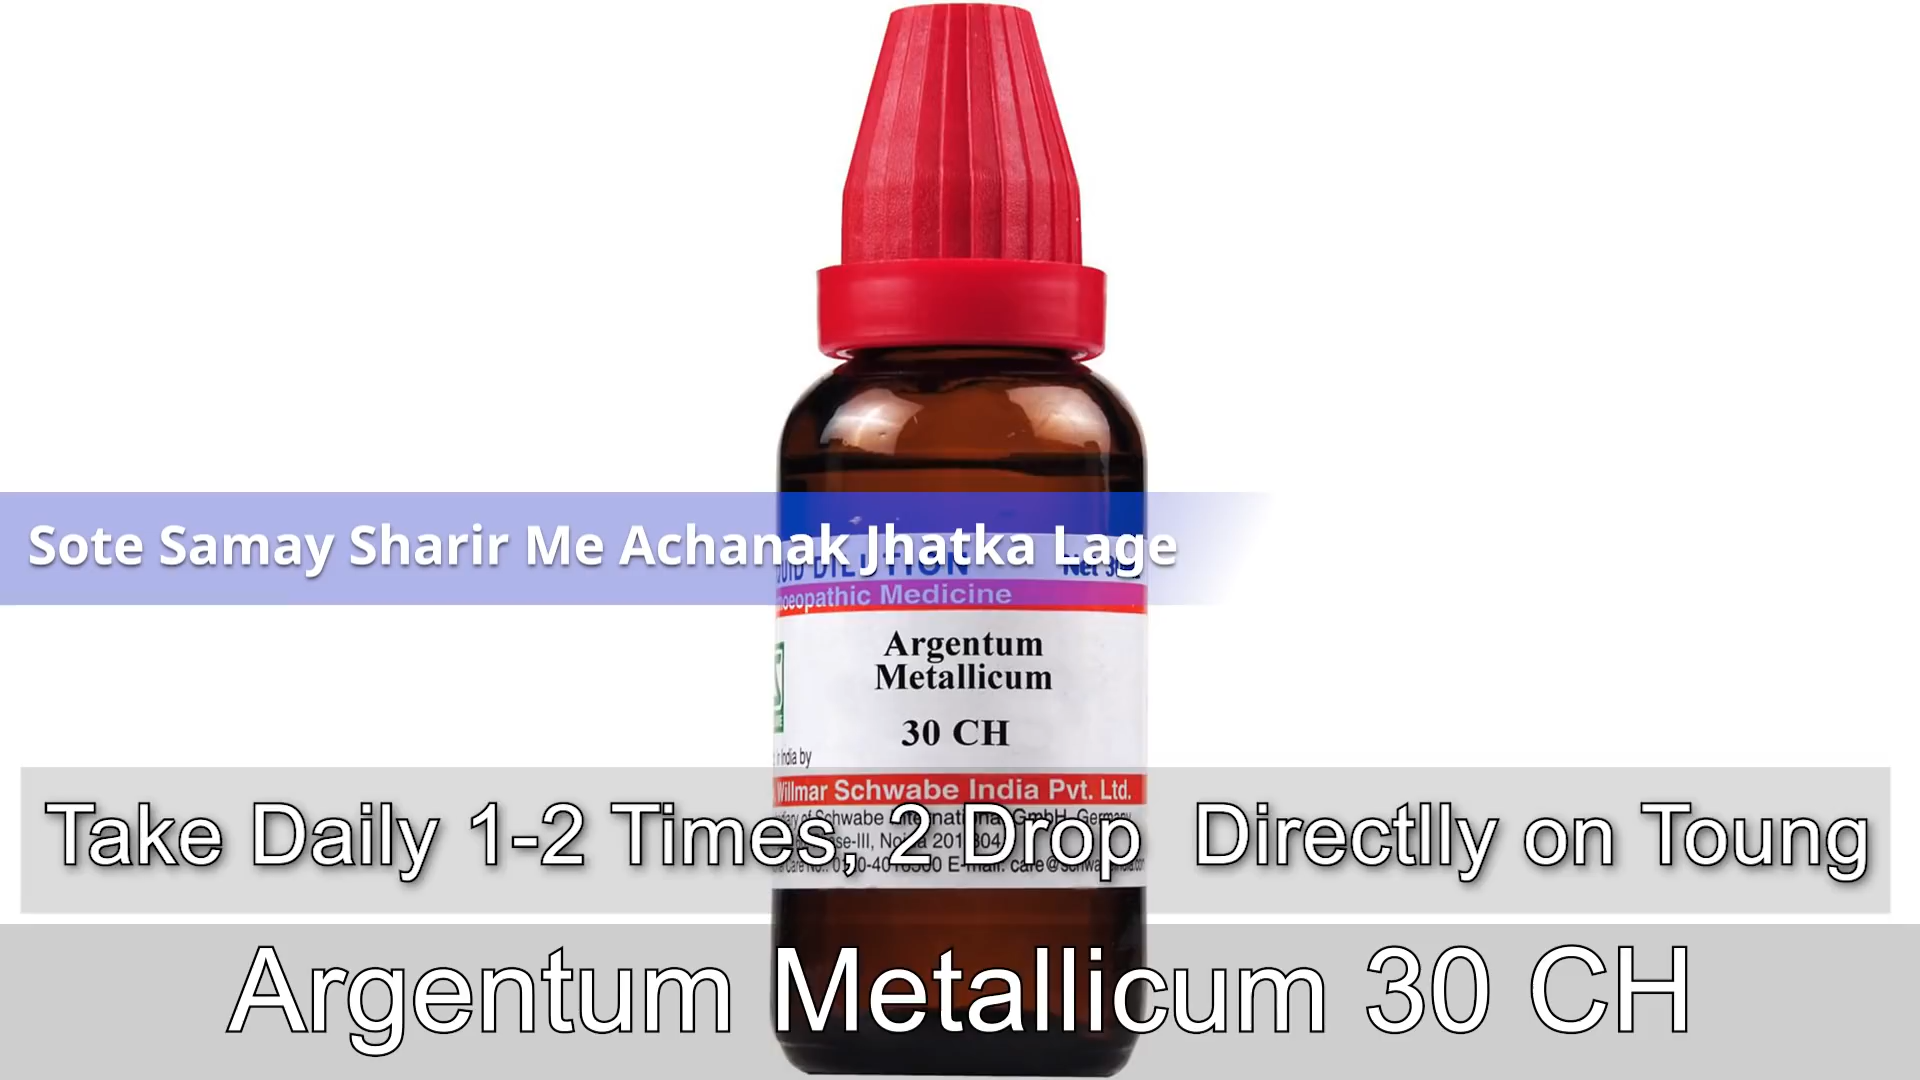 Sote Samay Sharir Me Achanak Jhatka Lage
Medicine
Argentum
Metallicum
30 CH
Willmar Schwabe India Pvt. Ltd.
Take Daily 1-2 Times, 2 Drop Directlly on Toung
Argentum Metallicum 30 CH